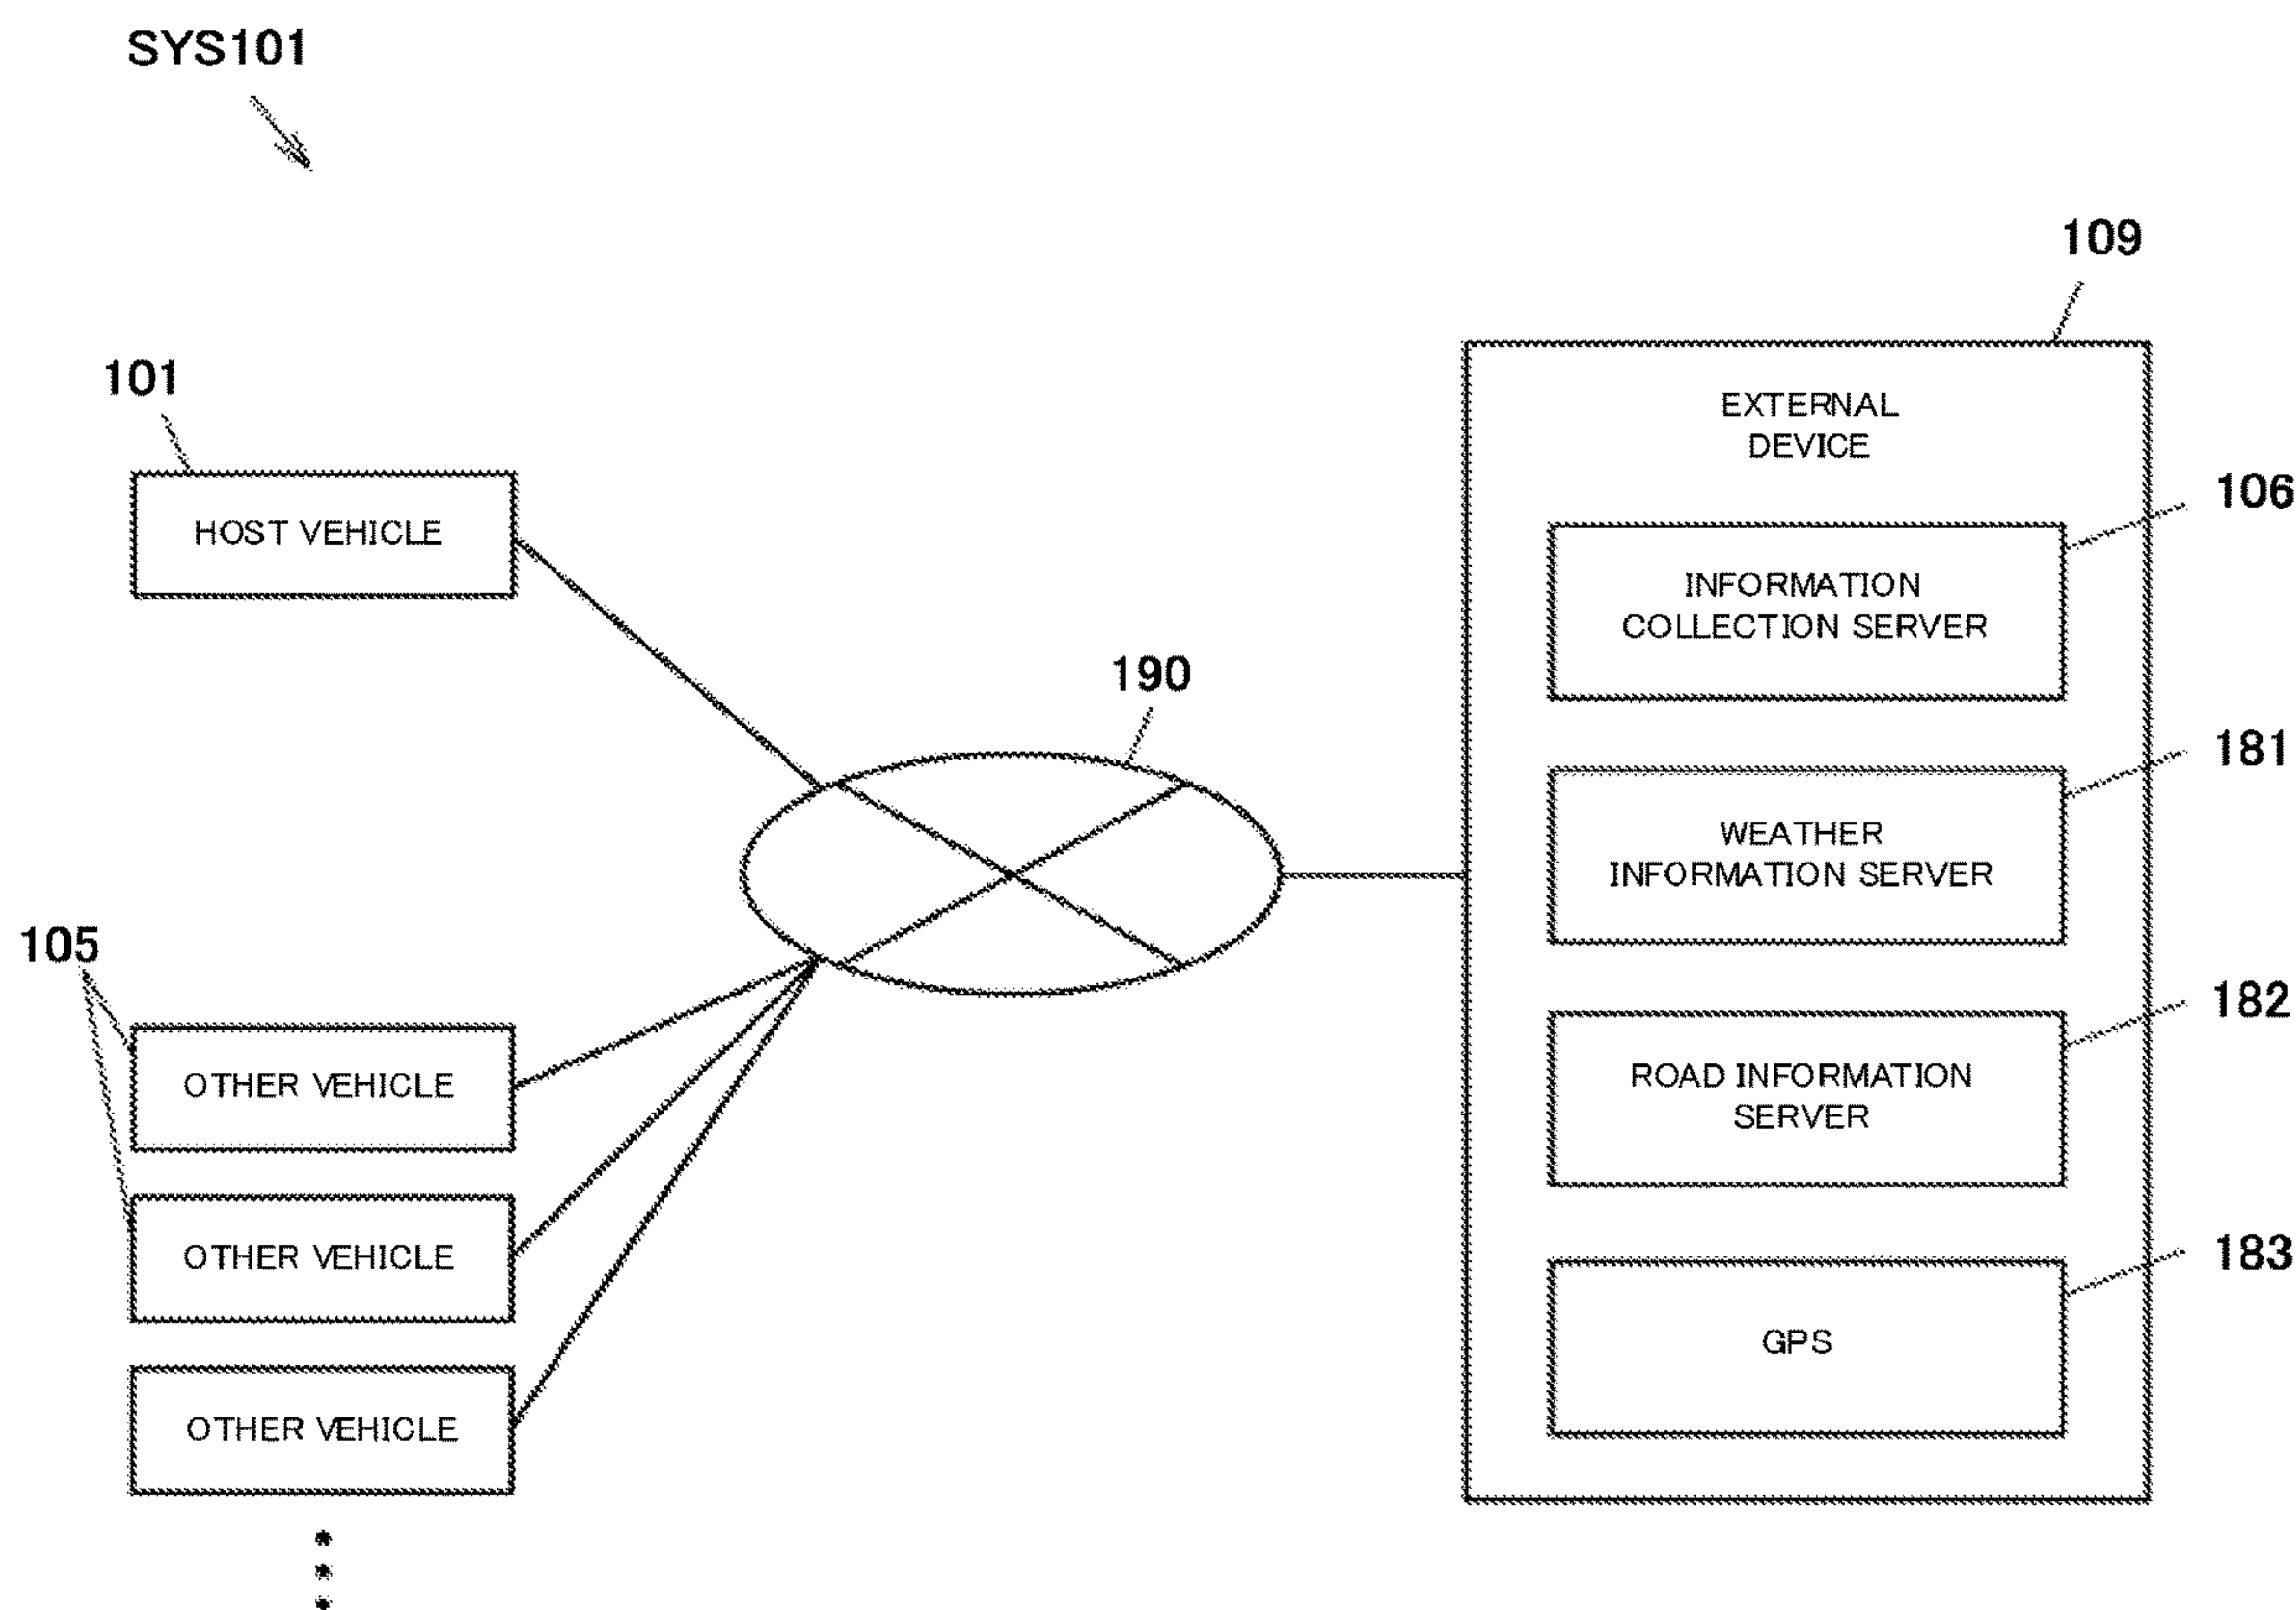 SYS101
109
101
EXTERNAL
DEVICE
106
HOST VEHICLE
INFORMATION
COLLECTION SERVER
190
181
WEATHER
INFORMATION SERVER
105
182
OTHER VEHICLE
ROAD INFORMATION
SERVER
OTHER VEHICLE
183
GPS
OTHER VEHICLE